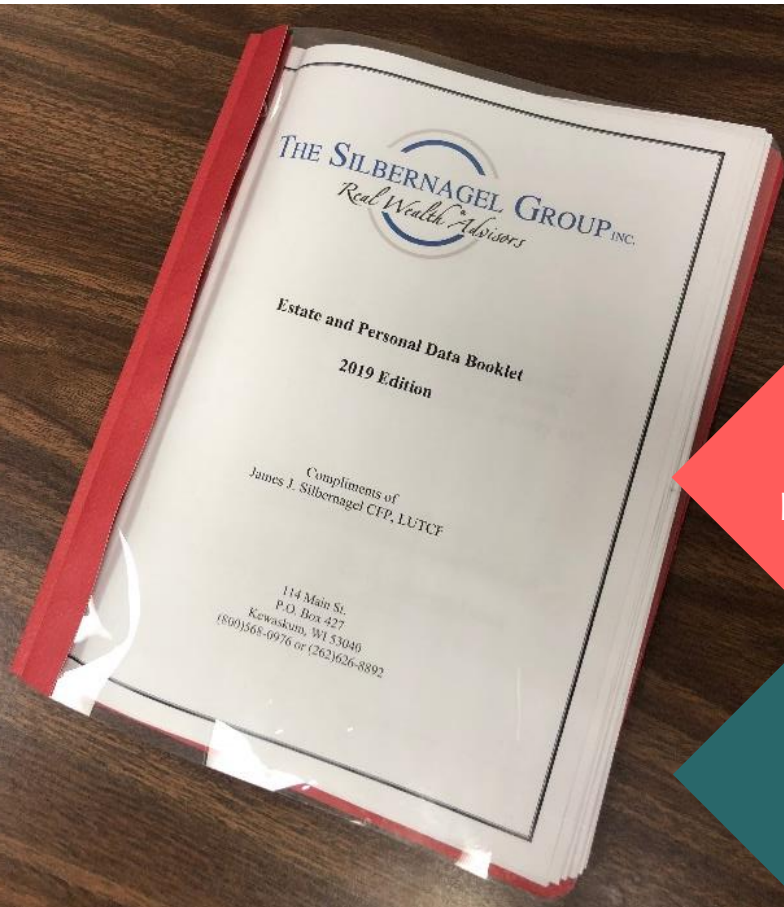 THE SILBERNAGEL GROUP INC.
Real Wealth Advisors
Estate and Personal Data Booklet
2019 Edition
Compliments of
James J. Silbernagel CFP, LUTCF
114 Main St.
P.O. Box 427
Kewaskum, WI 53040
(800)568-0976 or (262)626-8892